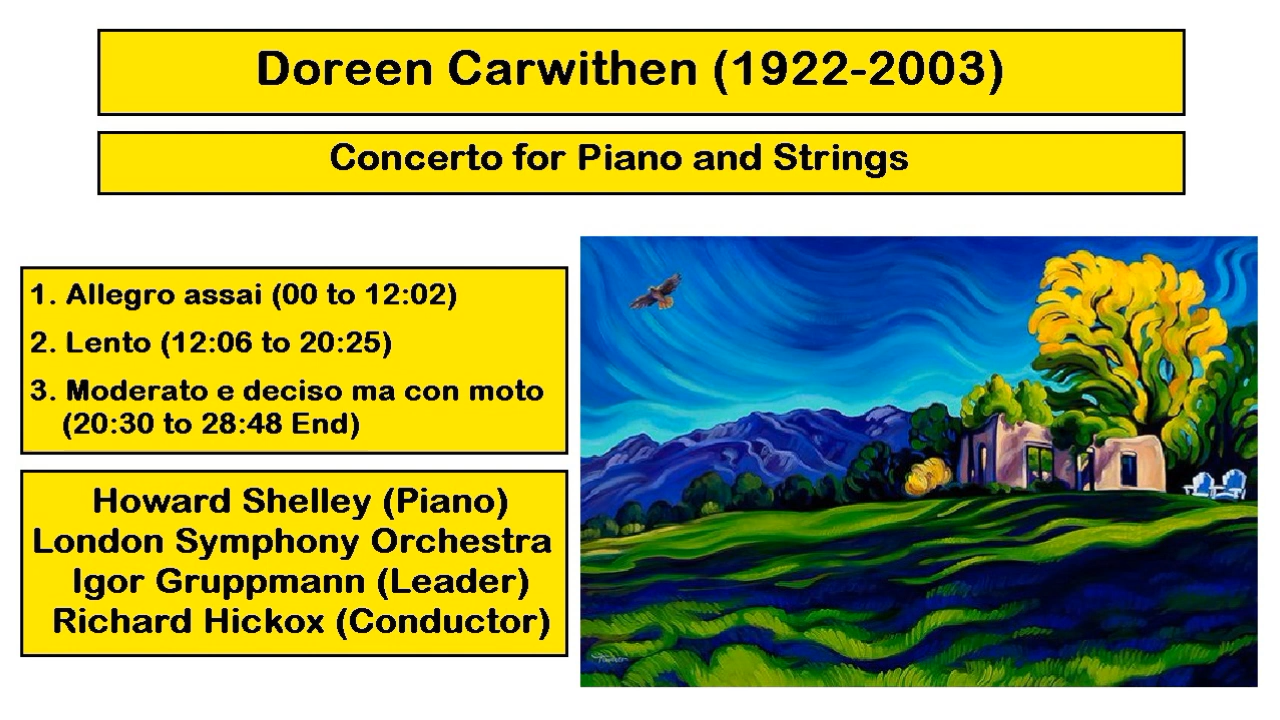 Doreen Carwithen (1922-2003)
Concerto for Piano and Strings
1. Allegro assai (00 to 12:02)
2. Lento (12:06 to 20:25)
3. Moderato e deciso ma con moto
(20:30 to 28:48 End)
Howard Shelley (Piano)
London Symphony Orchestra
Igor Gruppmann (Leader)
Richard Hickox (Conductor)